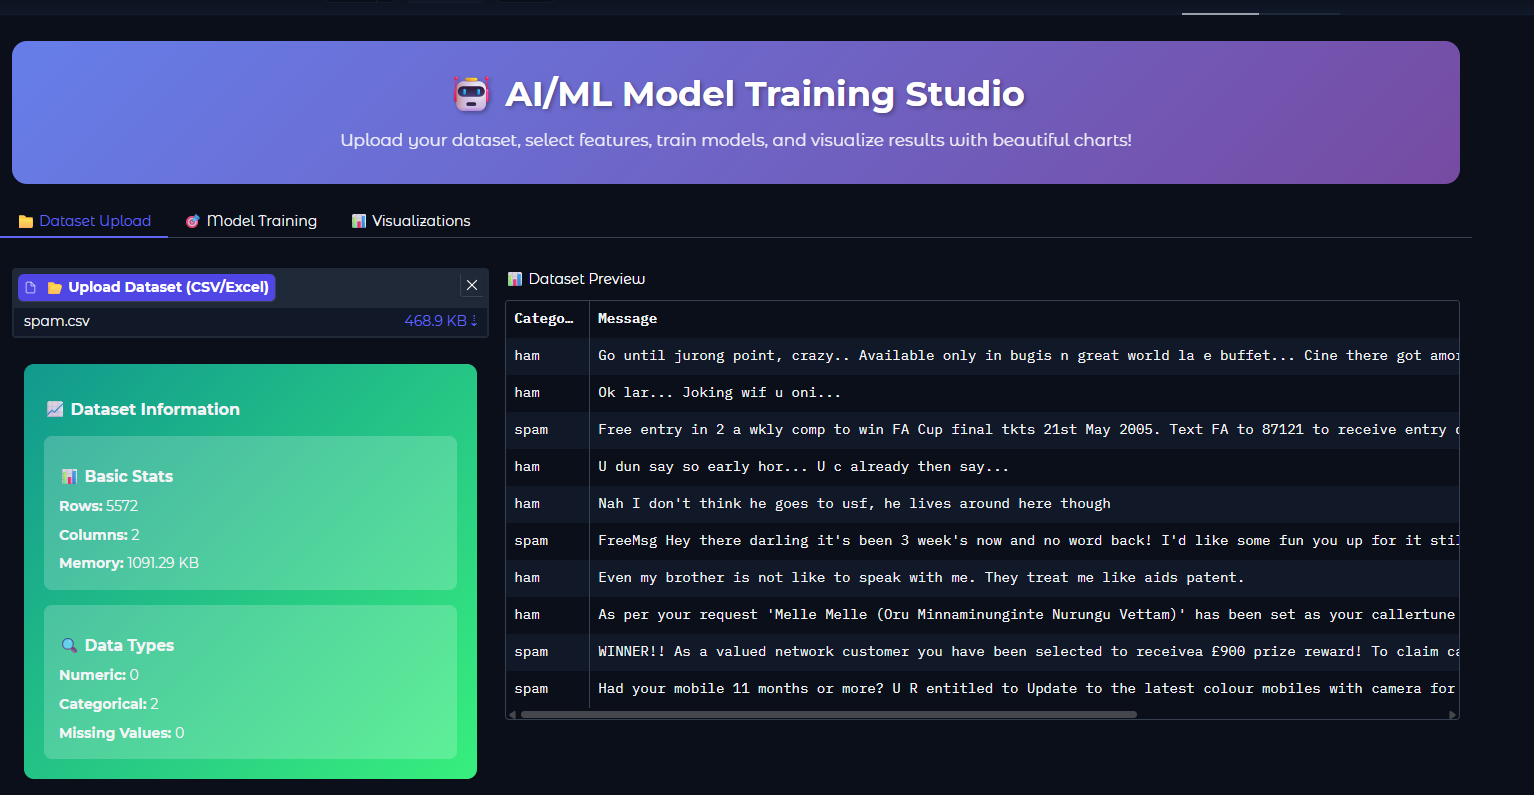 AI/ML Model Training Studio
Upload your dataset, select features, train models, and visualize results with beautiful charts!
Dataset Upload
Model Training
Visualizations
Upload Dataset (CSV/Excel)
spam.csv
468.9 KB ↓
Dataset Information
Basic Stats
Rows: 5572
Columns: 2
Memory: 1091.29 KB
Data Types
Numeric: 0
Categorical: 2
Missing Values: 0
Dataset Preview
Catego… Message
ham Go until jurong point, crazy.. Available only in bugis n great world la e buffet... Cine there got
ham Ok lar... Joking wif u oni...
spam Free entry in 2 a wkly comp to win FA Cup final tkts 21st May 2005. Text FA to 87121 to receive entry
ham U dun say so early hor... U c already then say...
ham Nah I don't think he goes to usf, he lives around here though
spam FreeMsg Hey there darling it's been 3 week's now and no word back! I'd like some fun you up for it
ham Even my brother is not like to speak with me. They treat me like aids patent.
ham As per your request 'Melle Melle (Oru Minnaminunginte Nurungu Vettam)' has been set as your callertune
spam WINNER!! As a valued network customer you have been selected to receivea £900 prize reward! To claim
spam Had your mobile 11 months or more? U R entitled to Update to the latest colour mobiles with camera for